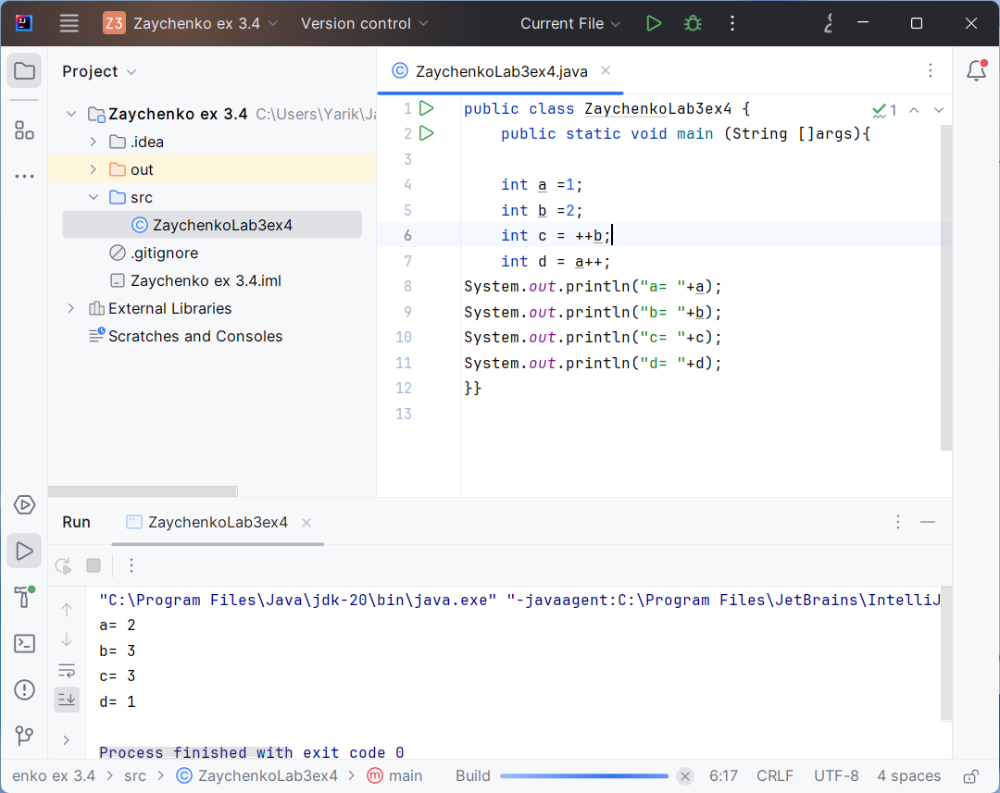 Z3 Zaychenko ex 3.4 Version control Current File
Project
ZaychenkoLab3ex4.java
Zaychenko ex 3.4 C:\Users\Yarik\Ja
.idea
out
src
ZaychenkoLab3ex4
.gitignore
Zaychenko ex 3.4.iml
External Libraries
Scratches and Consoles
1 public class ZaychenkoLab3ex4 { 1
2 public static void main (String []args){
3
4 int a =1;
5 int b =2;
6 int c = ++b;
7 int d = a++;
8 System.out.println("a= "+a);
9 System.out.println("b= "+b);
10 System.out.println("c= "+c);
11 System.out.println("d= "+d);
12 }}
13
Run ZaychenkoLab3ex4
"C:\Program Files\Java\jdk-20\bin\java.exe" "-javaagent:C:\Program Files\JetBrains\IntelliJ
a= 2
b= 3
c= 3
d= 1
Process finished with exit code 0
enko ex 3.4 > src > ZaychenkoLab3ex4 > main Build 6:17 CRLF UTF-8 4 spaces